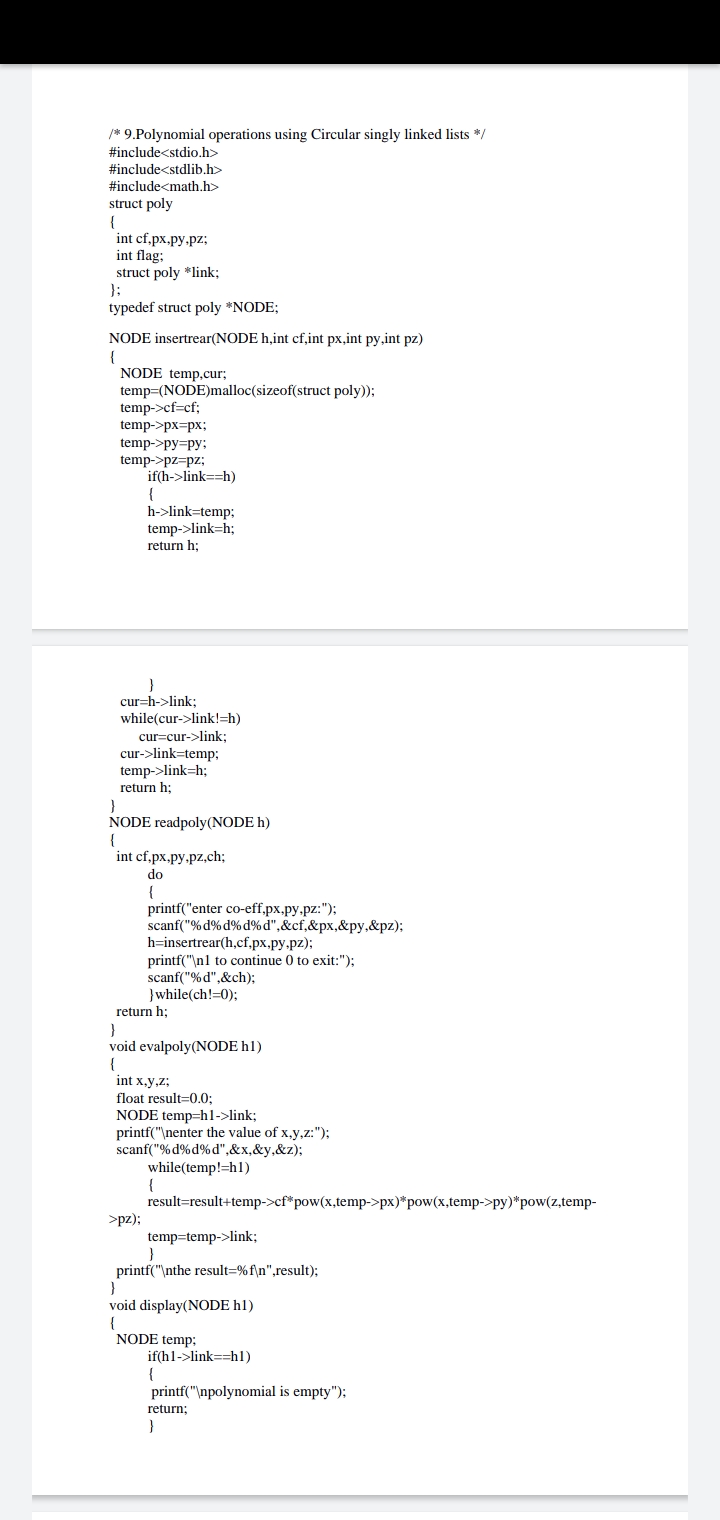 /* 9.Polynomial operations using Circular singly linked lists */
#include<stdio.h>
#include<stdlib.h>
#include<math.h>
struct poly
{
int cf,px,py,pz;
int flag;
struct poly *link;
};
typedef struct poly *NODE;
NODE insertrear(NODE h,int cf,int px,int py,int pz)
{
NODE temp,cur;
temp=(NODE)malloc(sizeof(struct poly));
temp->cf=cf;
temp->px=px;
temp->py=py;
temp->pz=pz;
if(h->link==h)
{
h->link=temp;
temp->link=h;
return h;
}
cur=h->link;
while(cur->link!=h)
cur=cur->link;
cur->link=temp;
temp->link=h;
return h;
}
NODE readpoly(NODE h)
{
int cf,px,py,pz,ch;
do
{
printf("enter co-eff,px,py,pz:");
scanf("%d%d%d%d",&cf,&px,&py,&pz);
h=insertrear(h,cf,px,py,pz);
printf("\n1 to continue 0 to exit:");
scanf("%d",&ch);
}while(ch!=0);
return h;
}
void evalpoly(NODE h1)
{
int x,y,z;
float result=0.0;
NODE temp=h1->link;
printf("\nenter the value of x,y,z:");
scanf("%d%d%d",&x,&y,&z);
while(temp!=h1)
{
result=result+temp->cf*pow(x,temp->px)*pow(x,temp->py)*pow(z,temp-
>pz);
temp=temp->link;
}
printf("\nthe result=%f\n",result);
}
void display(NODE h1)
{
NODE temp;
if(h1->link==h1)
{
printf("\npolynomial is empty");
return;
}